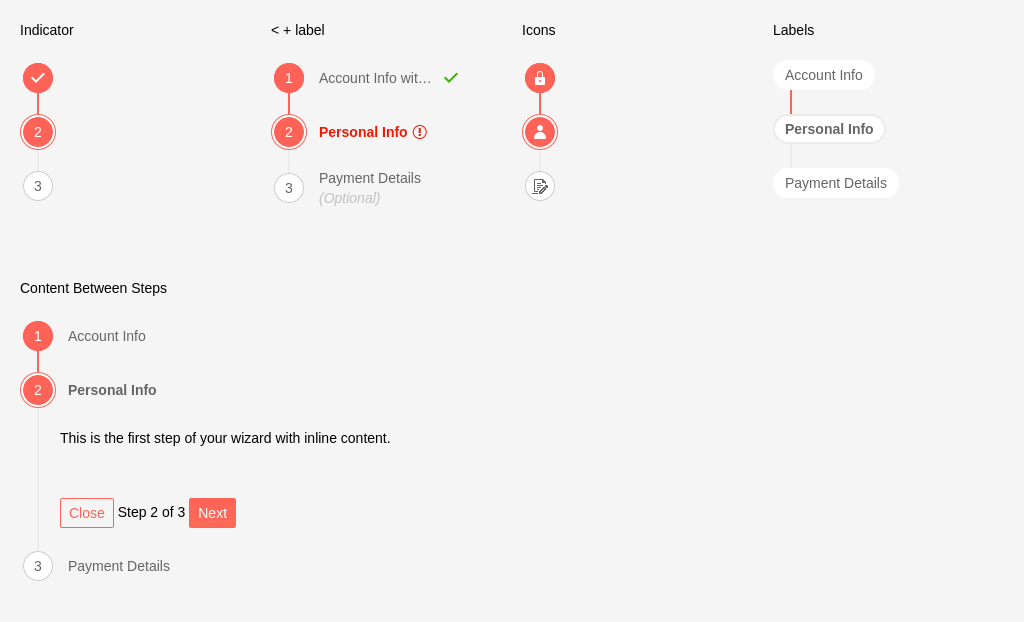 Indicator
2
3
< + label
1 Account Info wit…
2 Personal Info
3 Payment Details
(Optional)
Icons
Labels
Account Info
Personal Info
Payment Details
Content Between Steps
1 Account Info
2 Personal Info
This is the first step of your wizard with inline content.
Close Step 2 of 3 Next
3 Payment Details